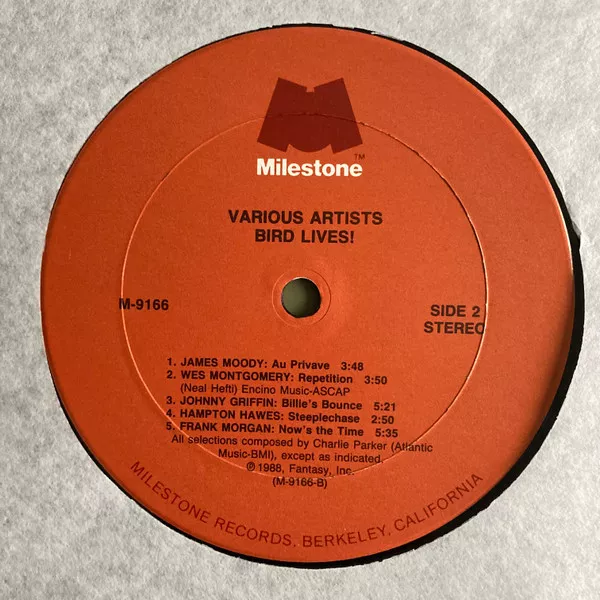 Milestone™
VARIOUS ARTISTS
BIRD LIVES!
M-9166
SIDE 2
STEREO
1. JAMES MOODY: Au Privave 3:48
2. WES MONTGOMERY: Repetition 3:50
(Neal Hefti) Encino Music-ASCAP
3. JOHNNY GRIFFIN: Billie's Bounce 5:21
4. HAMPTON HAWES: Steeplechase 2:50
5. FRANK MORGAN: Now's the Time 5:35
All selections composed by Charlie Parker (Atlantic
Music-BMI), except as indicated.
℗ 1988, Fantasy, Inc.
(M-9166-B)
MILESTONE RECORDS, BERKELEY, CALIFORNIA